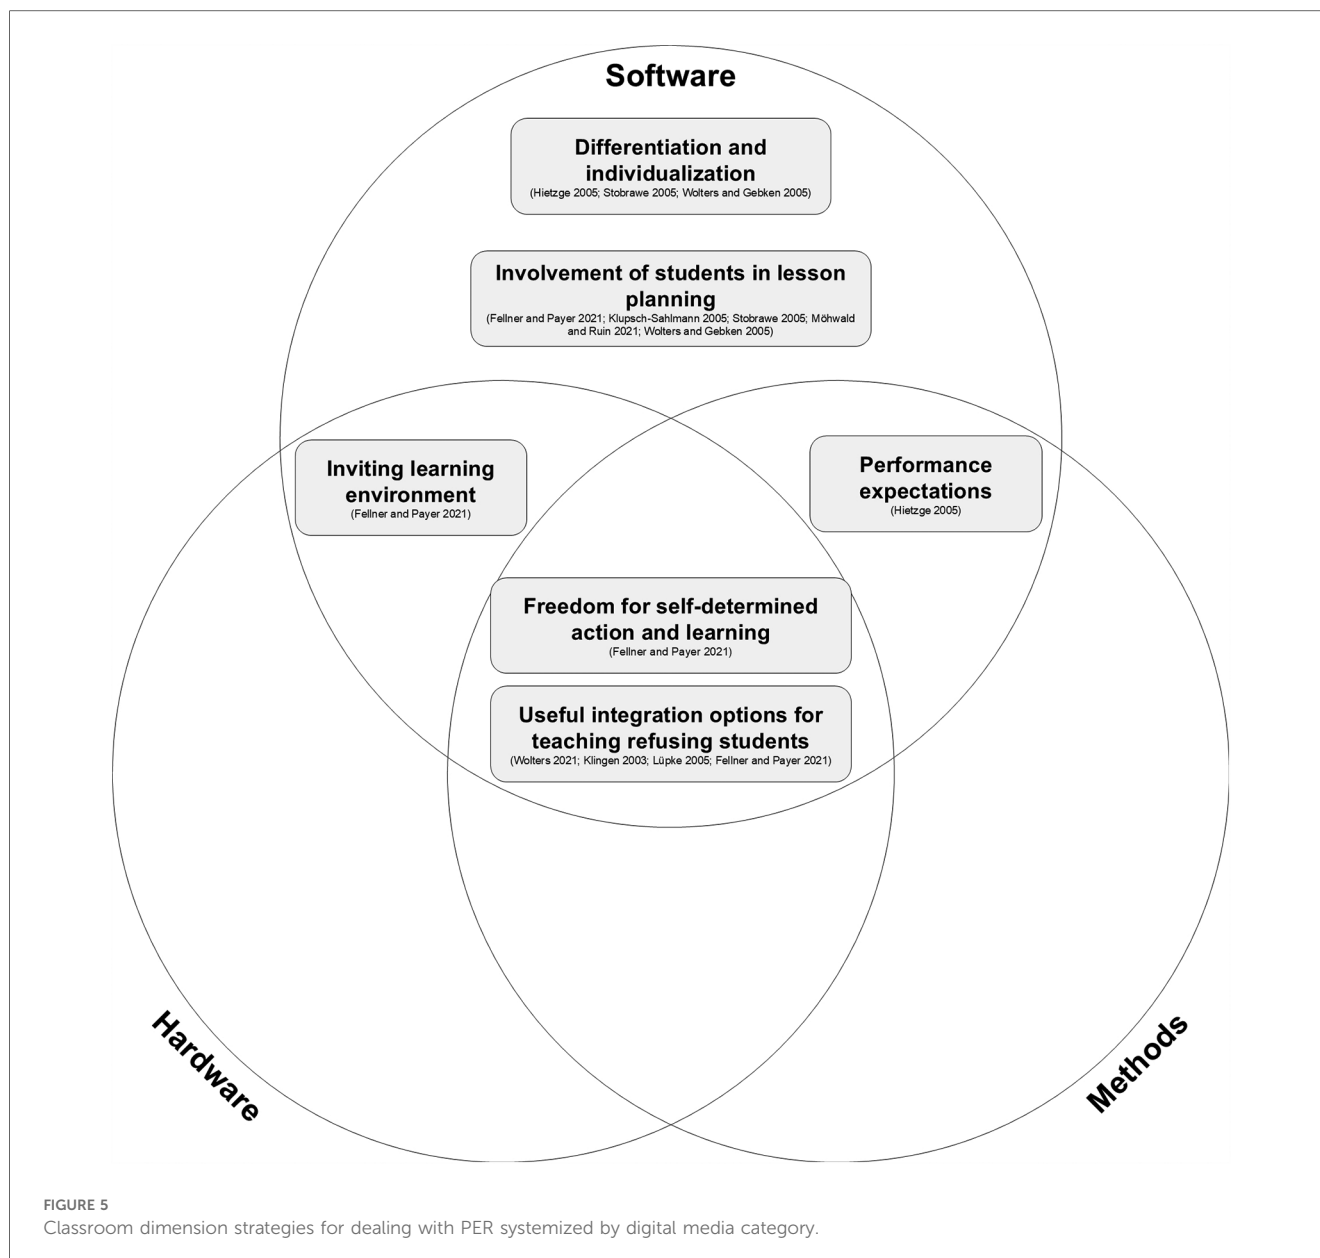 Software
Differentiation and
individualization
(Hietzge 2005; Stobrawe 2005; Wolters and Gebken 2005)
Involvement of students in lesson
planning
(Fellner and Payer 2021; Klupsch-Sahlmann 2005; Stobrawe 2005; Möhwald
and Ruin 2021; Wolters and Gebken 2005)
Inviting learning
environment
(Fellner and Payer 2021)
Performance
expectations
(Hietzge 2005)
Freedom for self-determined
action and learning
(Fellner and Payer 2021)
Useful integration options for
teaching refusing students
(Wolters 2021; Klingen 2003; Lüpke 2005; Fellner and Payer 2021)
Hardware
Methods
FIGURE 5
Classroom dimension strategies for dealing with PER systemized by digital media category.